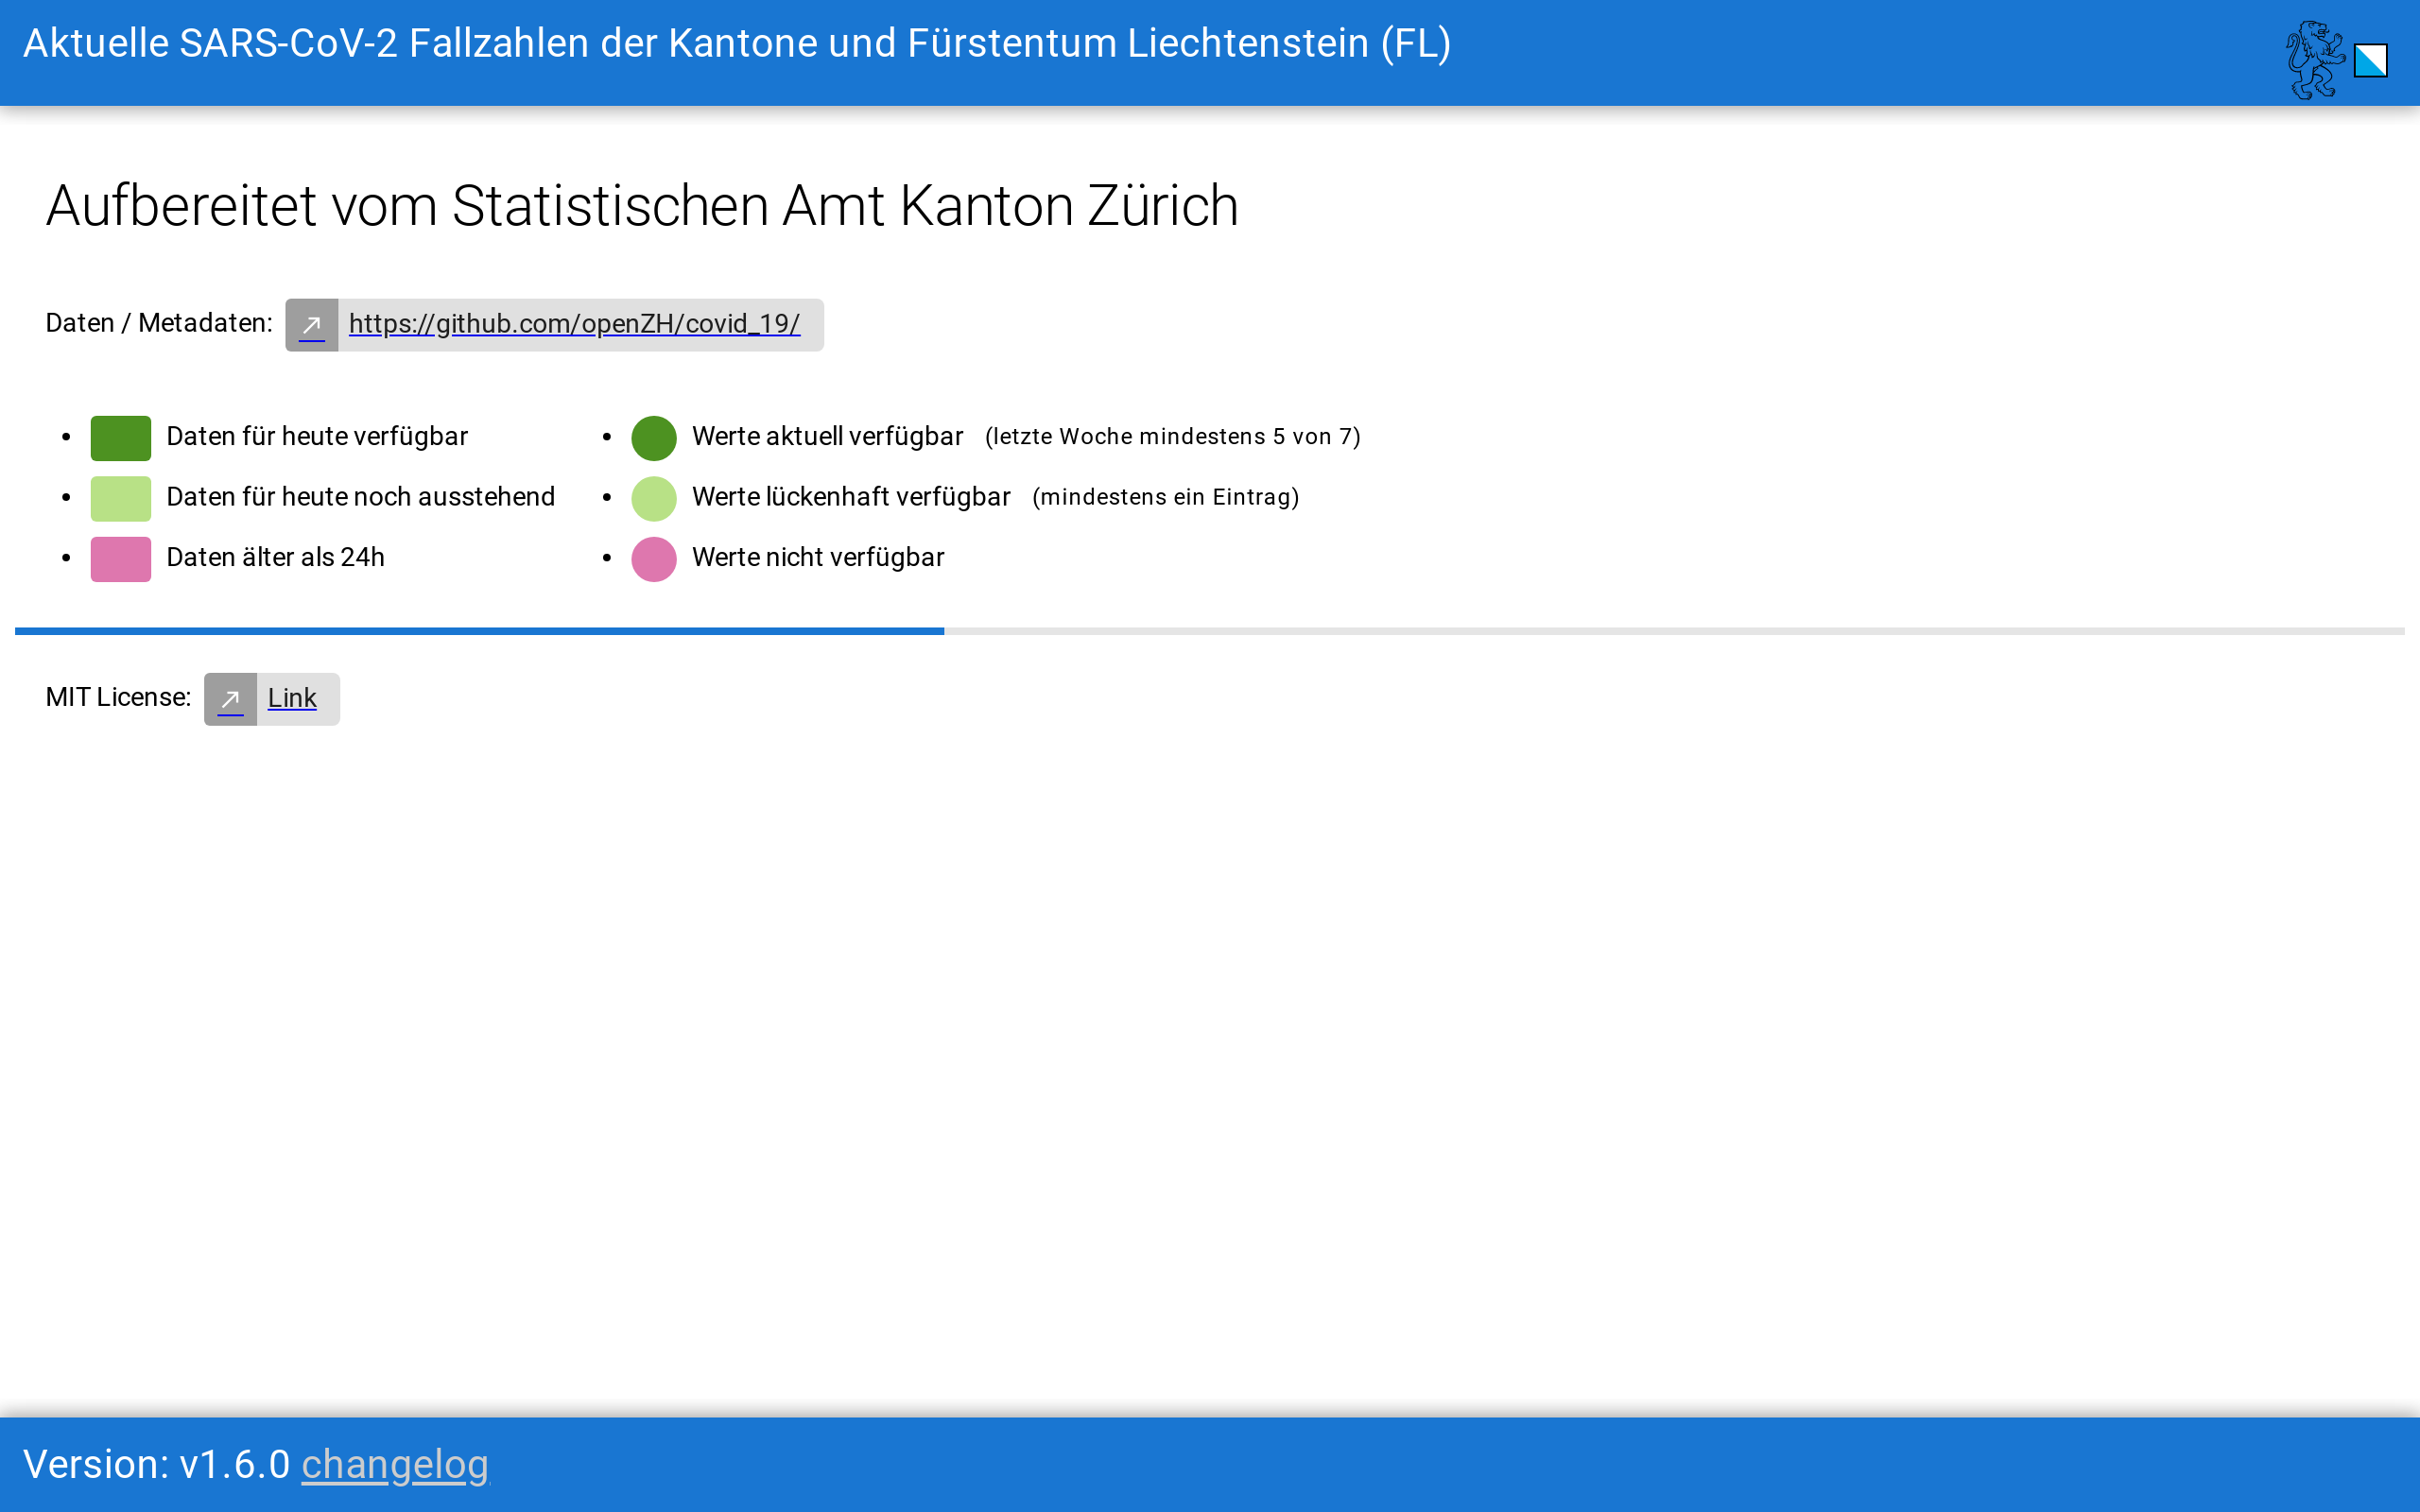 Aktuelle SARS-CoV-2 Fallzahlen der Kantone und Fürstentum Liechtenstein (FL)
Aufbereitet vom Statistischen Amt Kanton Zürich
Daten / Metadaten: https://github.com/openZH/covid_19/
Daten für heute verfügbar
Daten für heute noch ausstehend
Daten älter als 24h
Werte aktuell verfügbar (letzte Woche mindestens 5 von 7)
Werte lückenhaft verfügbar (mindestens ein Eintrag)
Werte nicht verfügbar
MIT License: Link
Version: v1.6.0 changelog